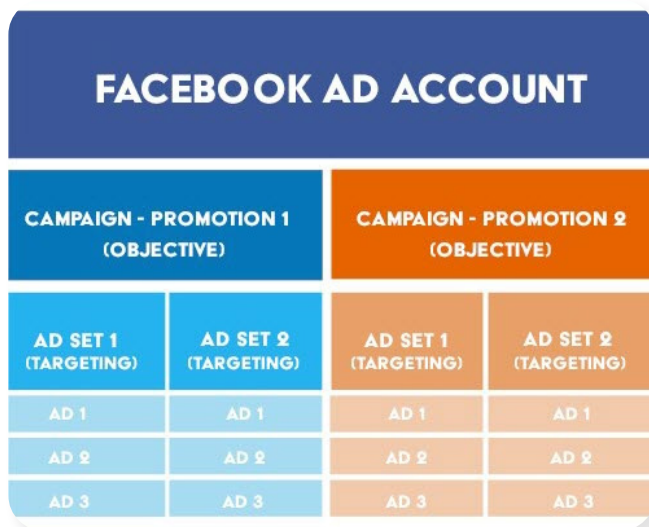 FACEBOOK AD ACCOUNT
CAMPAIGN - PROMOTION 1
(OBJECTIVE)
CAMPAIGN - PROMOTION 2
(OBJECTIVE)
AD SET 1
(TARGETING)
AD SET 2
(TARGETING)
AD SET 1
(TARGETING)
AD SET 2
(TARGETING)
AD 1
AD 1
AD 1
AD 1
AD 2
AD 2
AD 2
AD 2
AD 3
AD 3
AD 3
AD 3